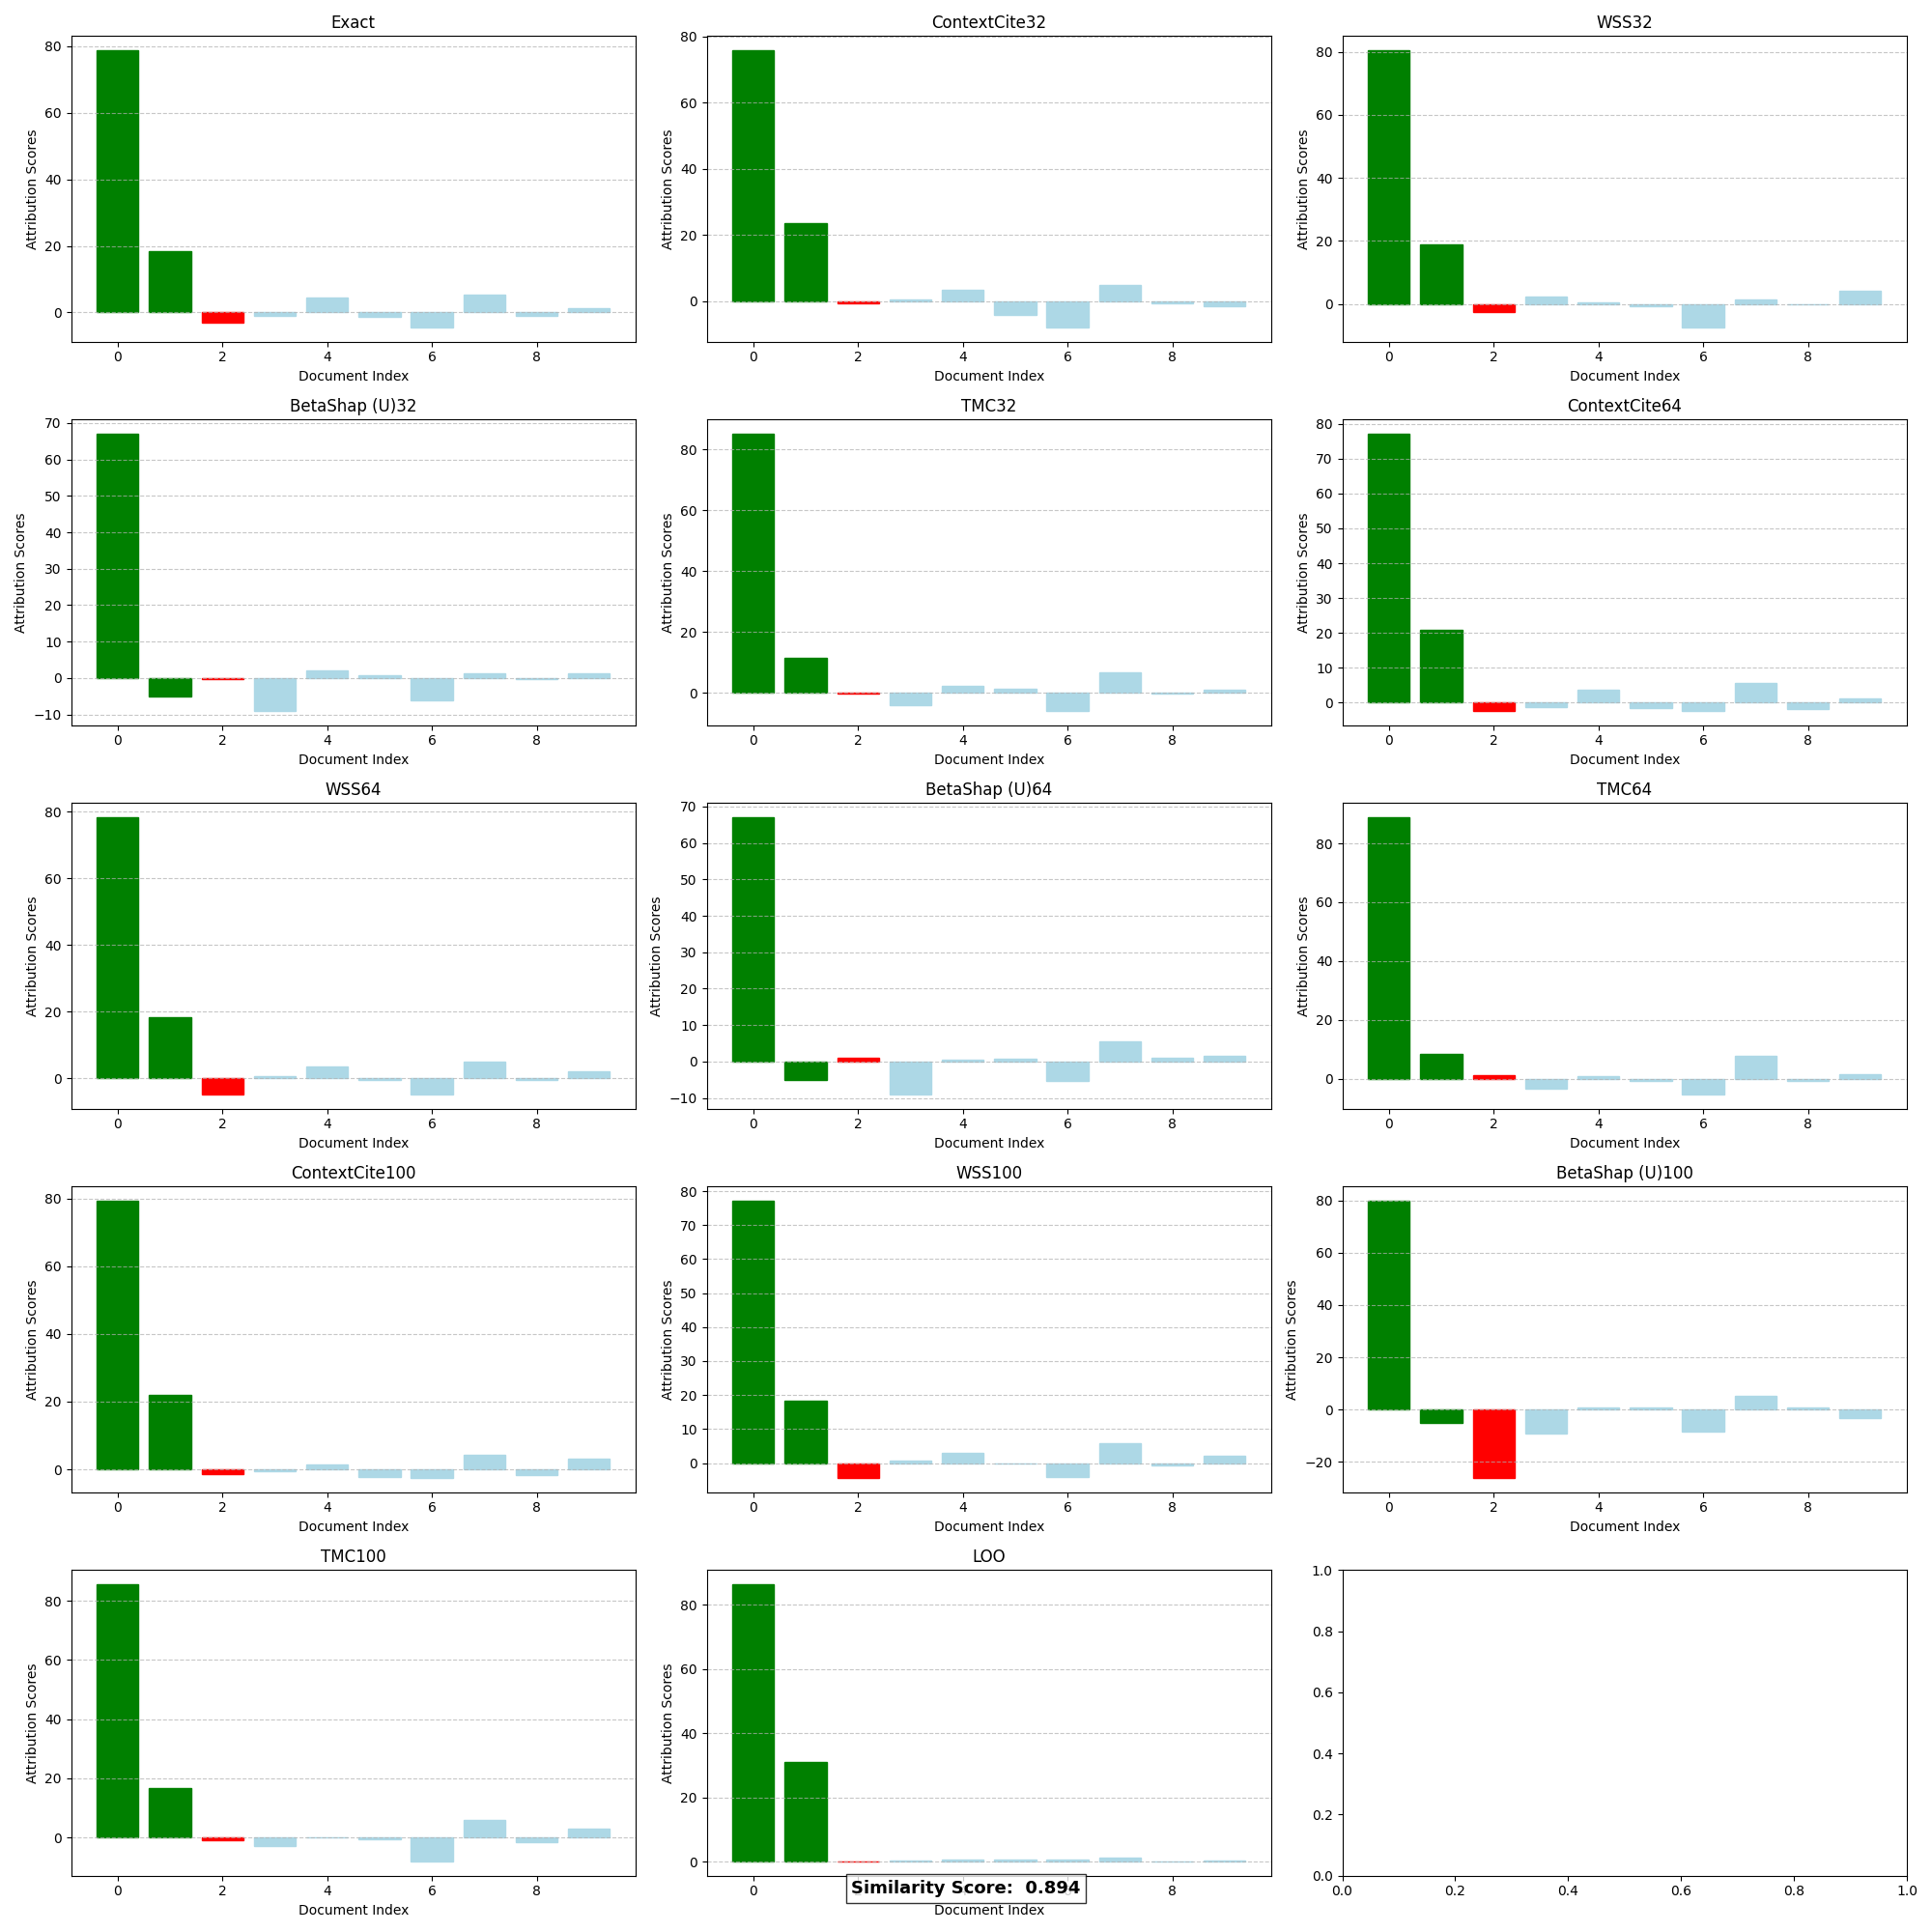 Exact
Attribution Scores
80
60
40
20
0
0 2 4 6 8
Document Index
ContextCite32
Attribution Scores
80
60
40
20
0
0 2 4 6 8
Document Index
WSS32
Attribution Scores
80
60
40
20
0
0 2 4 6 8
Document Index
BetaShap (U)32
Attribution Scores
70
60
50
40
30
20
10
0
−10
0 2 4 6 8
Document Index
TMC32
Attribution Scores
80
60
40
20
0
0 2 4 6 8
Document Index
ContextCite64
Attribution Scores
80
70
60
50
40
30
20
10
0
0 2 4 6 8
Document Index
WSS64
Attribution Scores
80
60
40
20
0
0 2 4 6 8
Document Index
BetaShap (U)64
Attribution Scores
70
60
50
40
30
20
10
0
−10
0 2 4 6 8
Document Index
TMC64
Attribution Scores
80
60
40
20
0
0 2 4 6 8
Document Index
ContextCite100
Attribution Scores
80
60
40
20
0
0 2 4 6 8
Document Index
WSS100
Attribution Scores
80
70
60
50
40
30
20
10
0
0 2 4 6 8
Document Index
BetaShap (U)100
Attribution Scores
80
60
40
20
0
−20
0 2 4 6 8
Document Index
TMC100
Attribution Scores
80
60
40
20
0
0 2 4 6 8
Document Index
LOO
Attribution Scores
80
60
40
20
0
0 8
Similarity Score: 0.894
Document Index
1.0
0.8
0.6
0.4
0.2
0.0
0.0 0.2 0.4 0.6 0.8 1.0